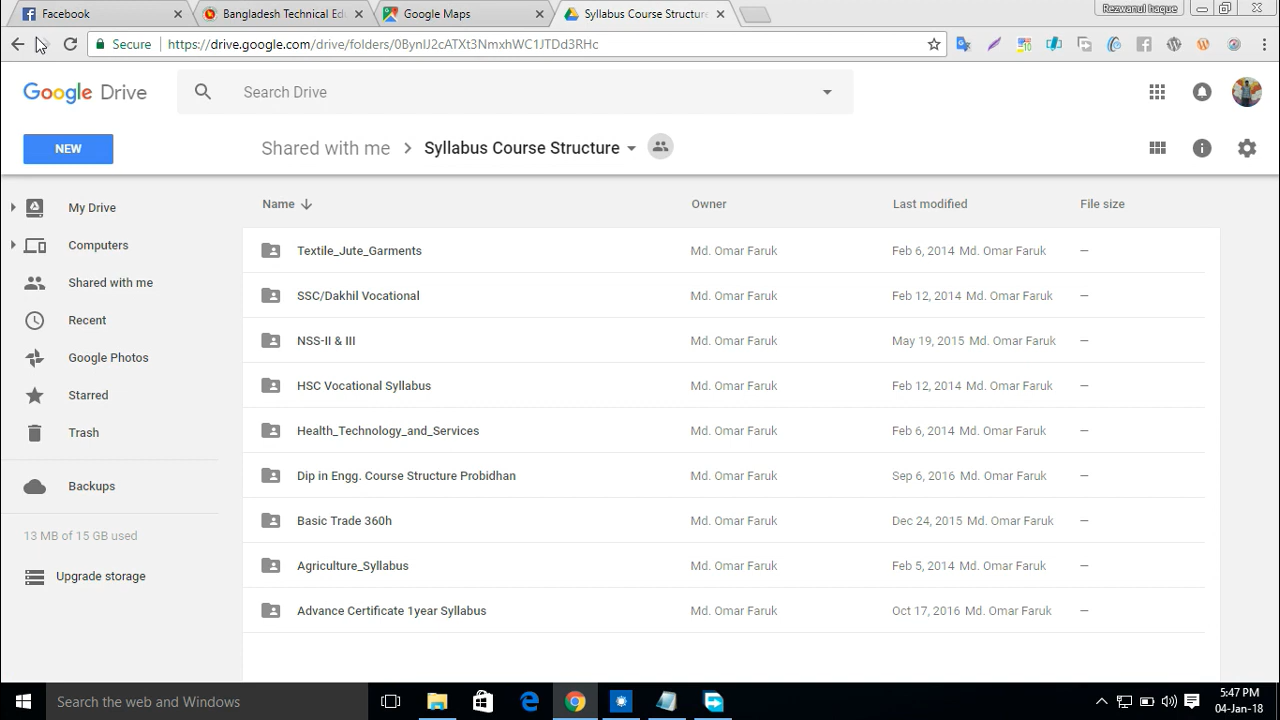 Facebook
Bangladesh Technical Ed
Google Maps
Syllabus Course Structure
Rezwanul haque
Secure
https://drive.google.com/drive/folders/0BynlJ2cATXt3NmxhWC1JTDd3RHc
Google Drive
Search Drive
NEW
Shared with me > Syllabus Course Structure
My Drive
Computers
Shared with me
Recent
Google Photos
Starred
Trash
Backups
13 MB of 15 GB used
Upgrade storage
Name Owner Last modified File size
Textile_Jute_Garments Md. Omar Faruk Feb 6, 2014 Md. Omar Faruk —
SSC/Dakhil Vocational Md. Omar Faruk Feb 12, 2014 Md. Omar Faruk —
NSS-II & III Md. Omar Faruk May 19, 2015 Md. Omar Faruk —
HSC Vocational Syllabus Md. Omar Faruk Feb 12, 2014 Md. Omar Faruk —
Health_Technology_and_Services Md. Omar Faruk Feb 6, 2014 Md. Omar Faruk —
Dip in Engg. Course Structure Probidhan Md. Omar Faruk Sep 6, 2016 Md. Omar Faruk —
Basic Trade 360h Md. Omar Faruk Dec 24, 2015 Md. Omar Faruk —
Agriculture_Syllabus Md. Omar Faruk Feb 5, 2014 Md. Omar Faruk —
Advance Certificate 1year Syllabus Md. Omar Faruk Oct 17, 2016 Md. Omar Faruk —
Search the web and Windows
5:47 PM
04-Jan-18